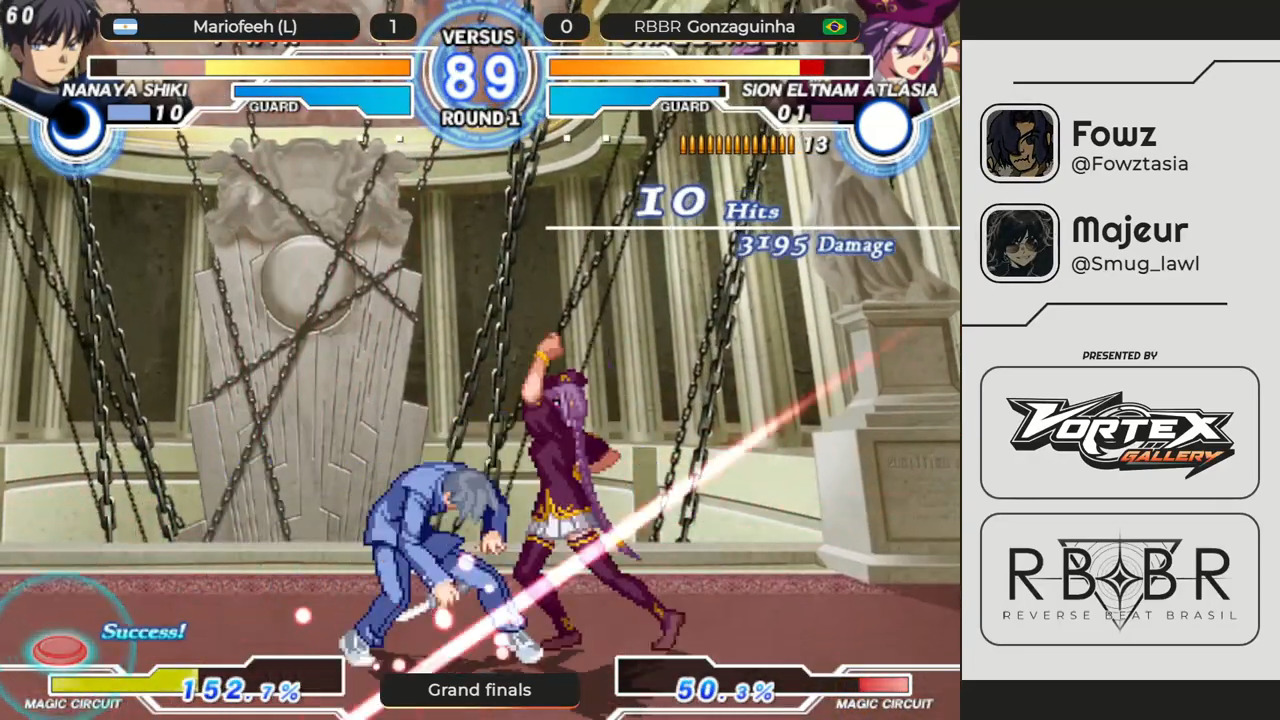 60
Mariofeeh (L)
1
VERSUS
0
RBBR Gonzaguinha
89
NANAYA SHIKI
SION ELTNAM ATLASIA
GUARD
GUARD
10
ROUND 1
01
13
10 Hits
3195 Damage
Success!
152.7%
MAGIC CIRCUIT
Grand finals
50.3%
MAGIC CIRCUIT
Fowz
@Fowztasia
Majeur
@Smug_lawl
PRESENTED BY
VORTEX
GALLERY
RBBR
REVERSE BEAT BRASIL